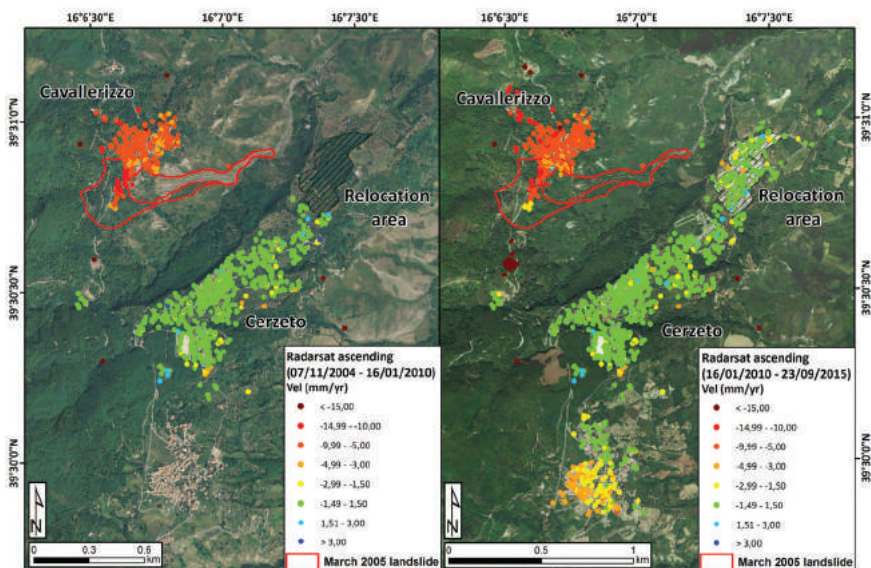 16°6'30"E 16°7'0"E 16°7'30"E
Cavallerizzo
Relocation
area
Cerzeto
39°31'0"N
39°30'30"N
39°30'0"N
Radarsat ascending
(07/11/2004 - 16/01/2010)
Vel (mm/yr)
< -15,00
-14,99 - -10,00
-9,99 - -5,00
-4,99 - -3,00
-2,99 - -1,50
-1,49 - 1,50
1,51 - 3,00
> 3,00
March 2005 landslide
N
0 0.3 0.6
km
16°6'30"E 16°7'0"E 16°7'30"E
Cavallerizzo
Relocation
area
Cerzeto
39°31'0"N
39°30'30"N
39°30'0"N
Radarsat ascending
(16/01/2010 - 23/09/2015)
Vel (mm/yr)
< -15,00
-14,99 - -10,00
-9,99 - -5,00
-4,99 - -3,00
-2,99 - -1,50
-1,49 - 1,50
1,51 - 3,00
> 3,00
March 2005 landslide
N
0 0.5 1
km